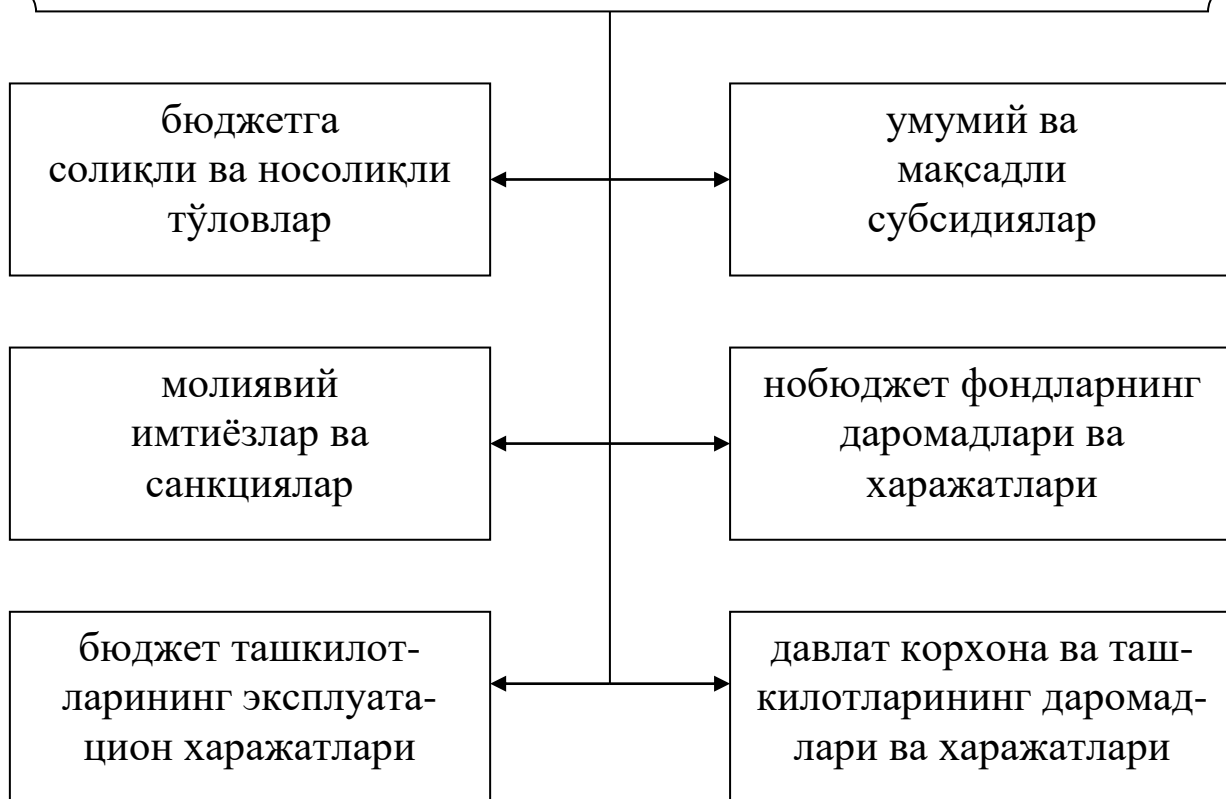 бюджетга
солиқли ва носолиқли
тўловлар
умумий ва
мақсадли
субсидиялар
молиявий
имтиёзлар ва
санкциялар
нобюджет фондларнинг
даромадлари ва
харажатлари
бюджет ташкилот-
ларининг эксплуата-
цион харажатлари
давлат корхона ва таш-
килотларининг даромад-
лари ва харажатлари